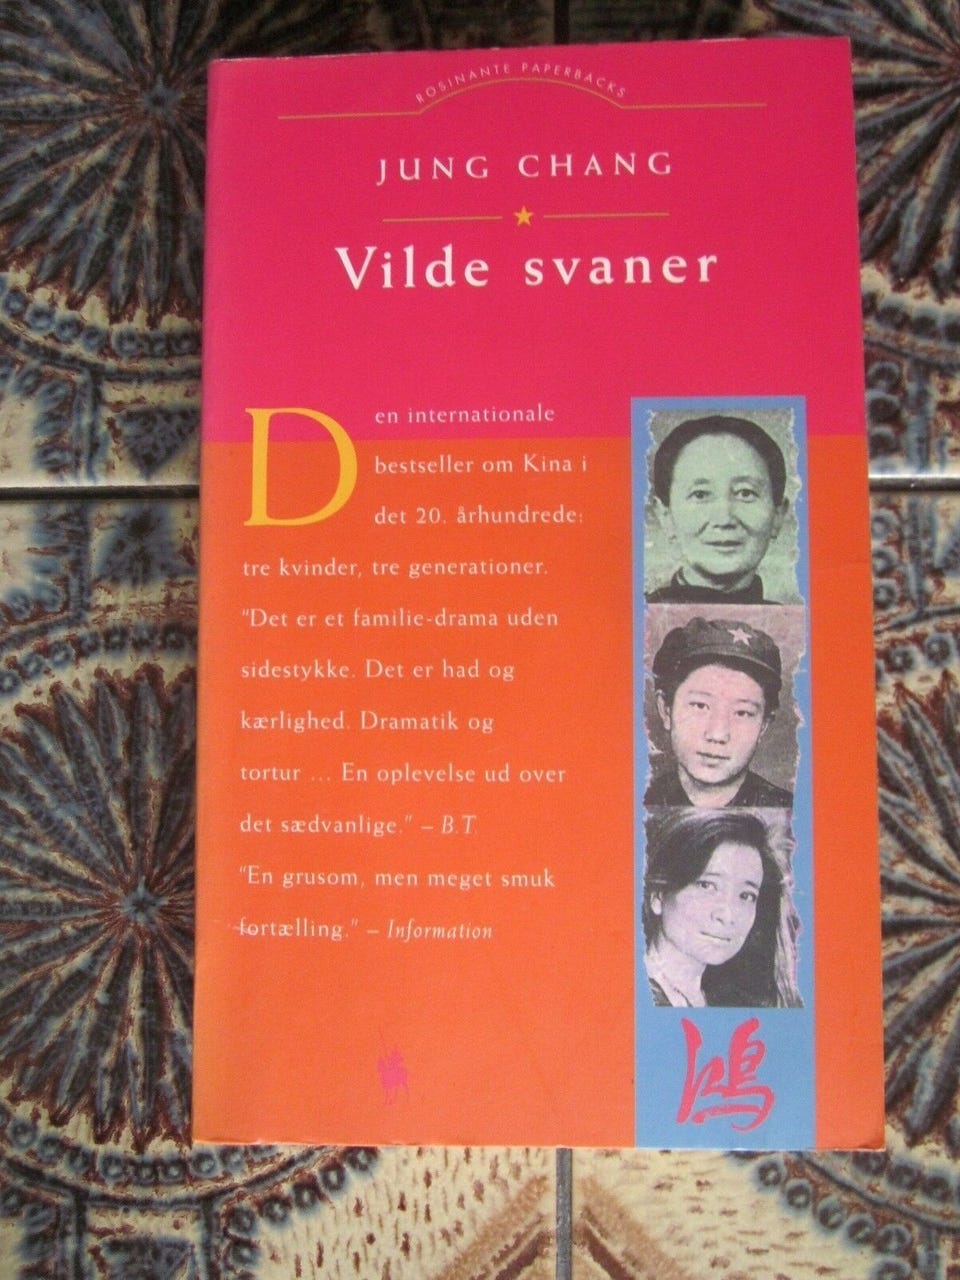 ROSINANTE PAPERBACKS
JUNG CHANG
Vilde svaner
Den internationale
bestseller om Kina i
det 20. århundrede:
tre kvinder, tre generationer.
"Det er et familie-drama uden
sidestykke. Det er had og
kærlighed. Dramatik og
tortur ... En oplevelse ud over
det sædvanlige." – B.T.
"En grusom, men meget smuk
fortælling." – Information
鴻